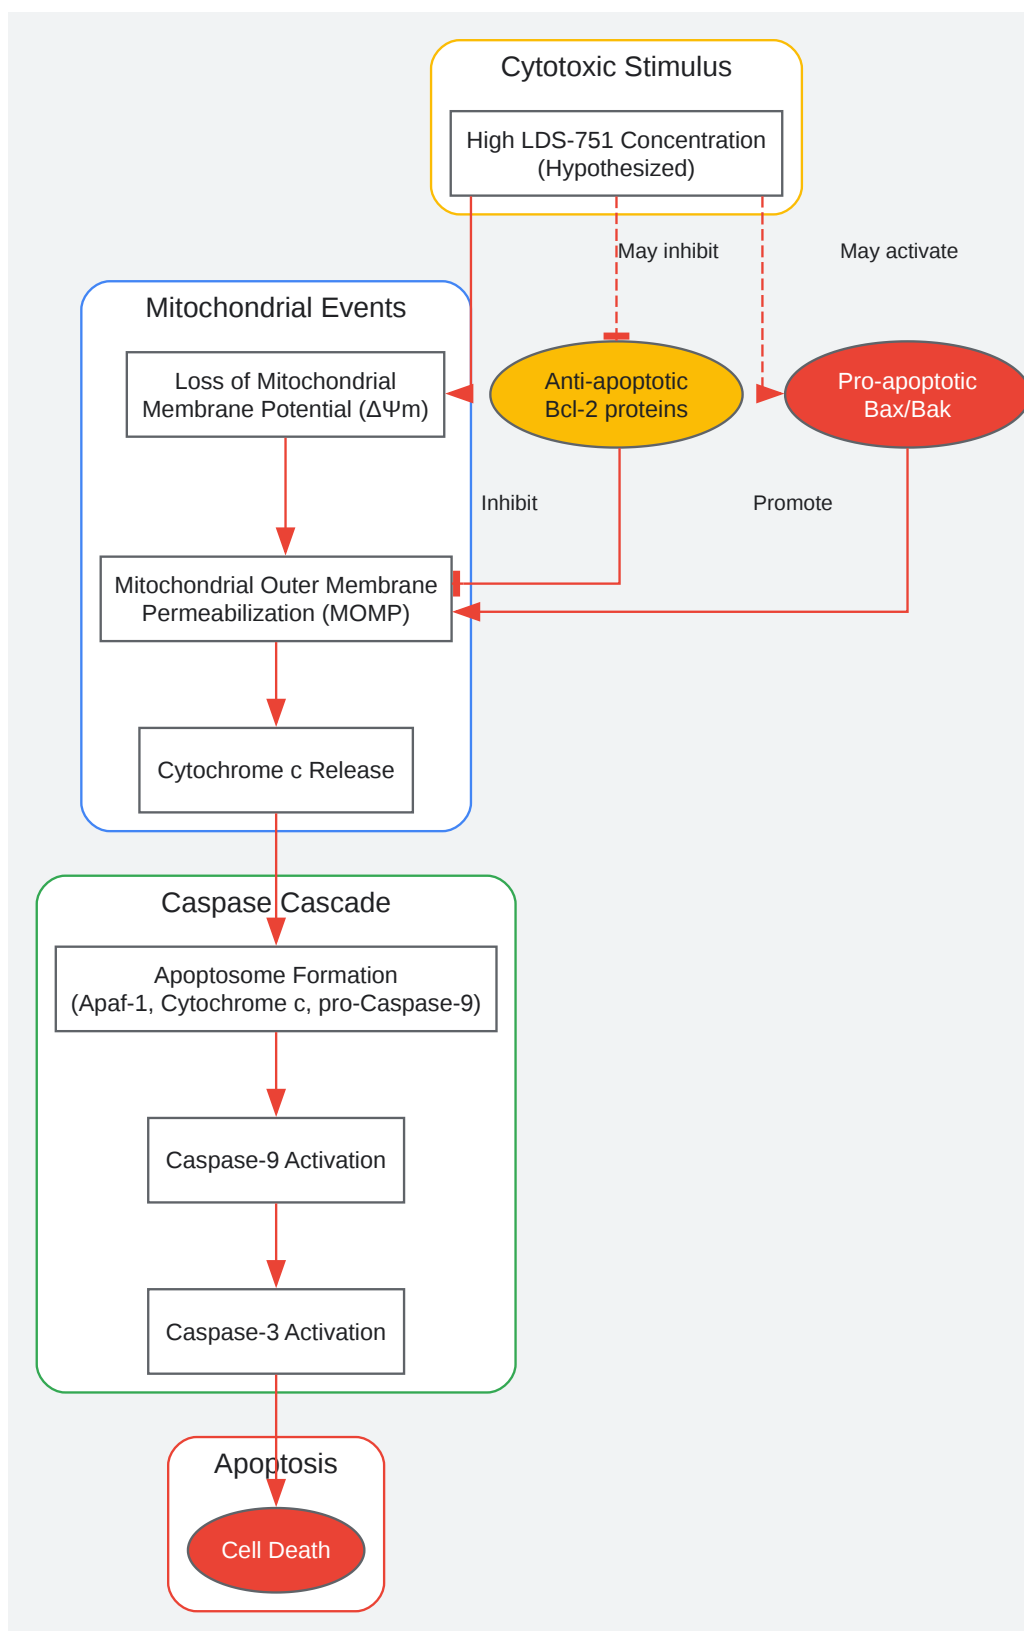 Cytotoxic Stimulus
High LDS-751 Concentration
(Hypothesized)
May inhibit
May activate
Mitochondrial Events
Loss of Mitochondrial
Membrane Potential (ΔΨm)
Anti-apoptotic
Bcl-2 proteins
Pro-apoptotic
Bax/Bak
Inhibit
Promote
Mitochondrial Outer Membrane
Permeabilization (MOMP)
Cytochrome c Release
Caspase Cascade
Apoptosome Formation
(Apaf-1, Cytochrome c, pro-Caspase-9)
Caspase-9 Activation
Caspase-3 Activation
Apoptosis
Cell Death